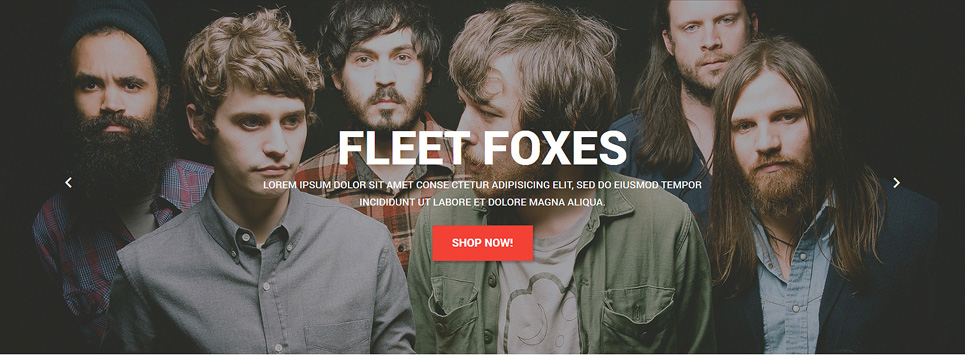 FLEET FOXES
LOREM IPSUM DOLOR SIT AMET CONSE CTETUR ADIPISICING ELIT, SED DO EIUSMOD TEMPOR
INCIDIDUNT UT LABORE ET DOLORE MAGNA ALIQUA.
SHOP NOW!